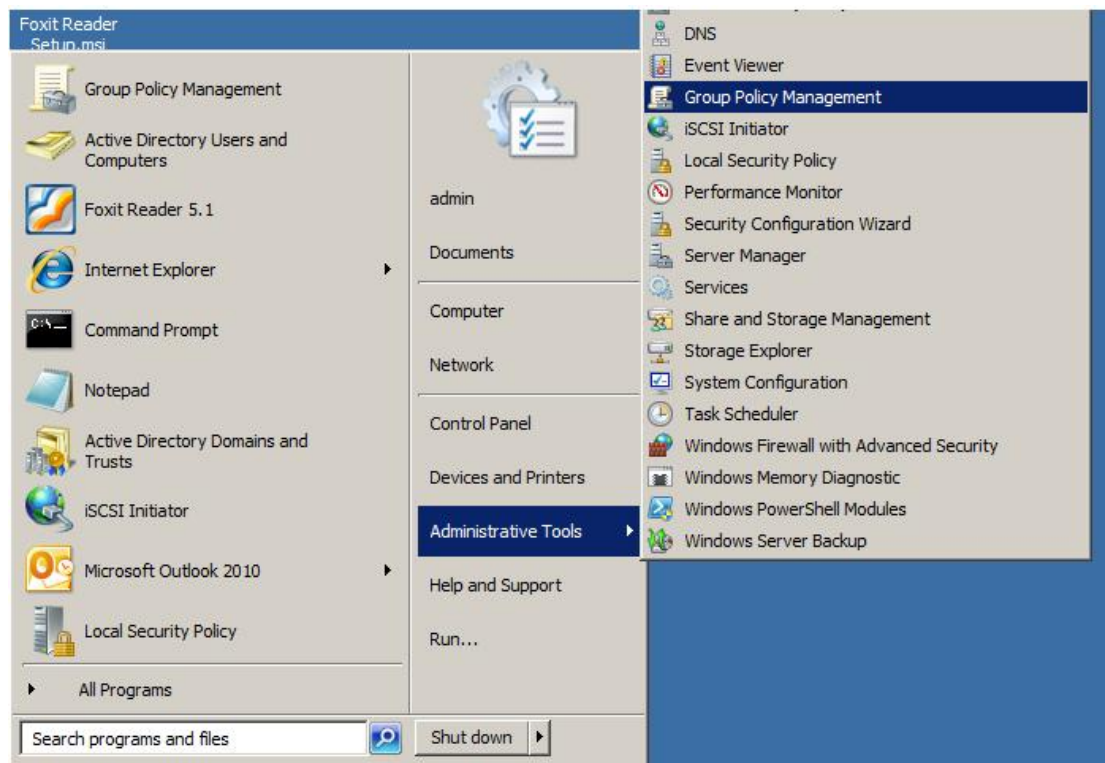 Foxit Reader
Setup.msi
Group Policy Management
Active Directory Users and
Computers
Foxit Reader 5.1
Internet Explorer
Command Prompt
Notepad
Active Directory Domains and
Trusts
iSCSI Initiator
Microsoft Outlook 2010
Local Security Policy
All Programs
Search programs and files
admin
Documents
Computer
Network
Control Panel
Devices and Printers
Administrative Tools
Help and Support
Run...
Shut down
DNS
Event Viewer
Group Policy Management
iSCSI Initiator
Local Security Policy
Performance Monitor
Security Configuration Wizard
Server Manager
Services
Share and Storage Management
Storage Explorer
System Configuration
Task Scheduler
Windows Firewall with Advanced Security
Windows Memory Diagnostic
Windows PowerShell Modules
Windows Server Backup